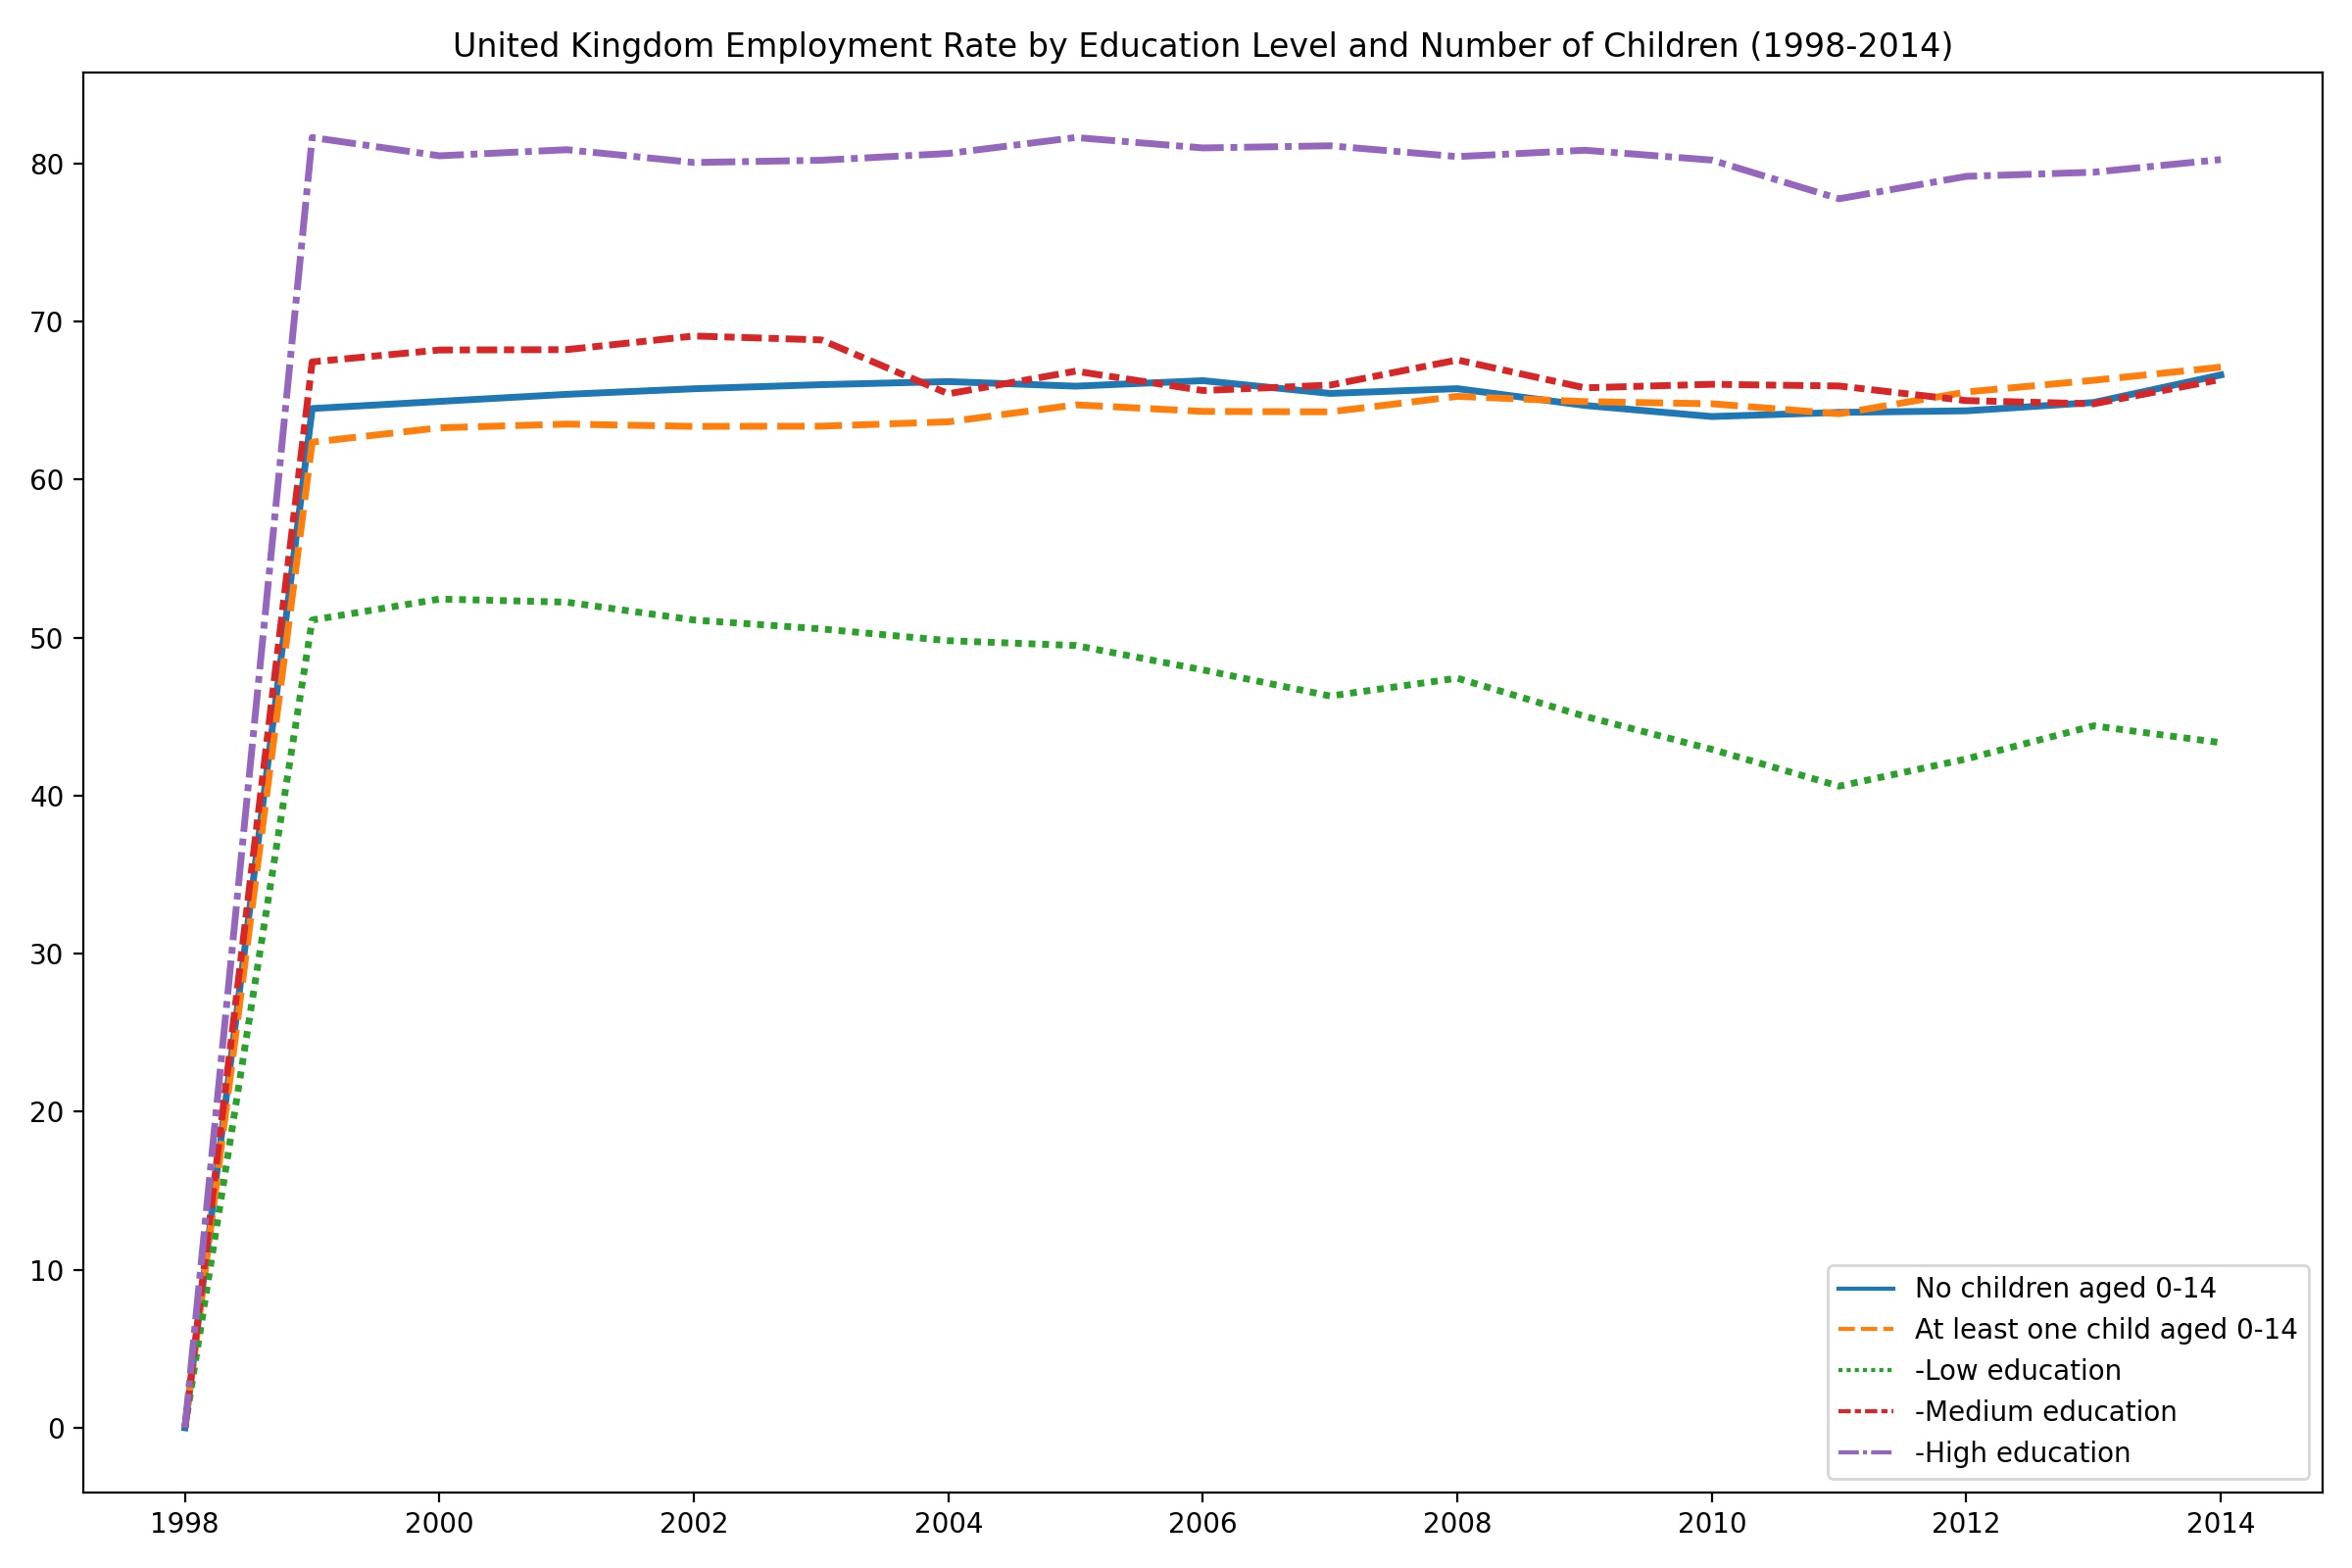 United Kingdom Employment Rate by Education Level and Number of Children (1998-2014)
80
70
60
50
40
30
20
10
0
No children aged 0-14
At least one child aged 0-14
-Low education
-Medium education
-High education
1998 2000 2002 2004 2006 2008 2010 2012 2014